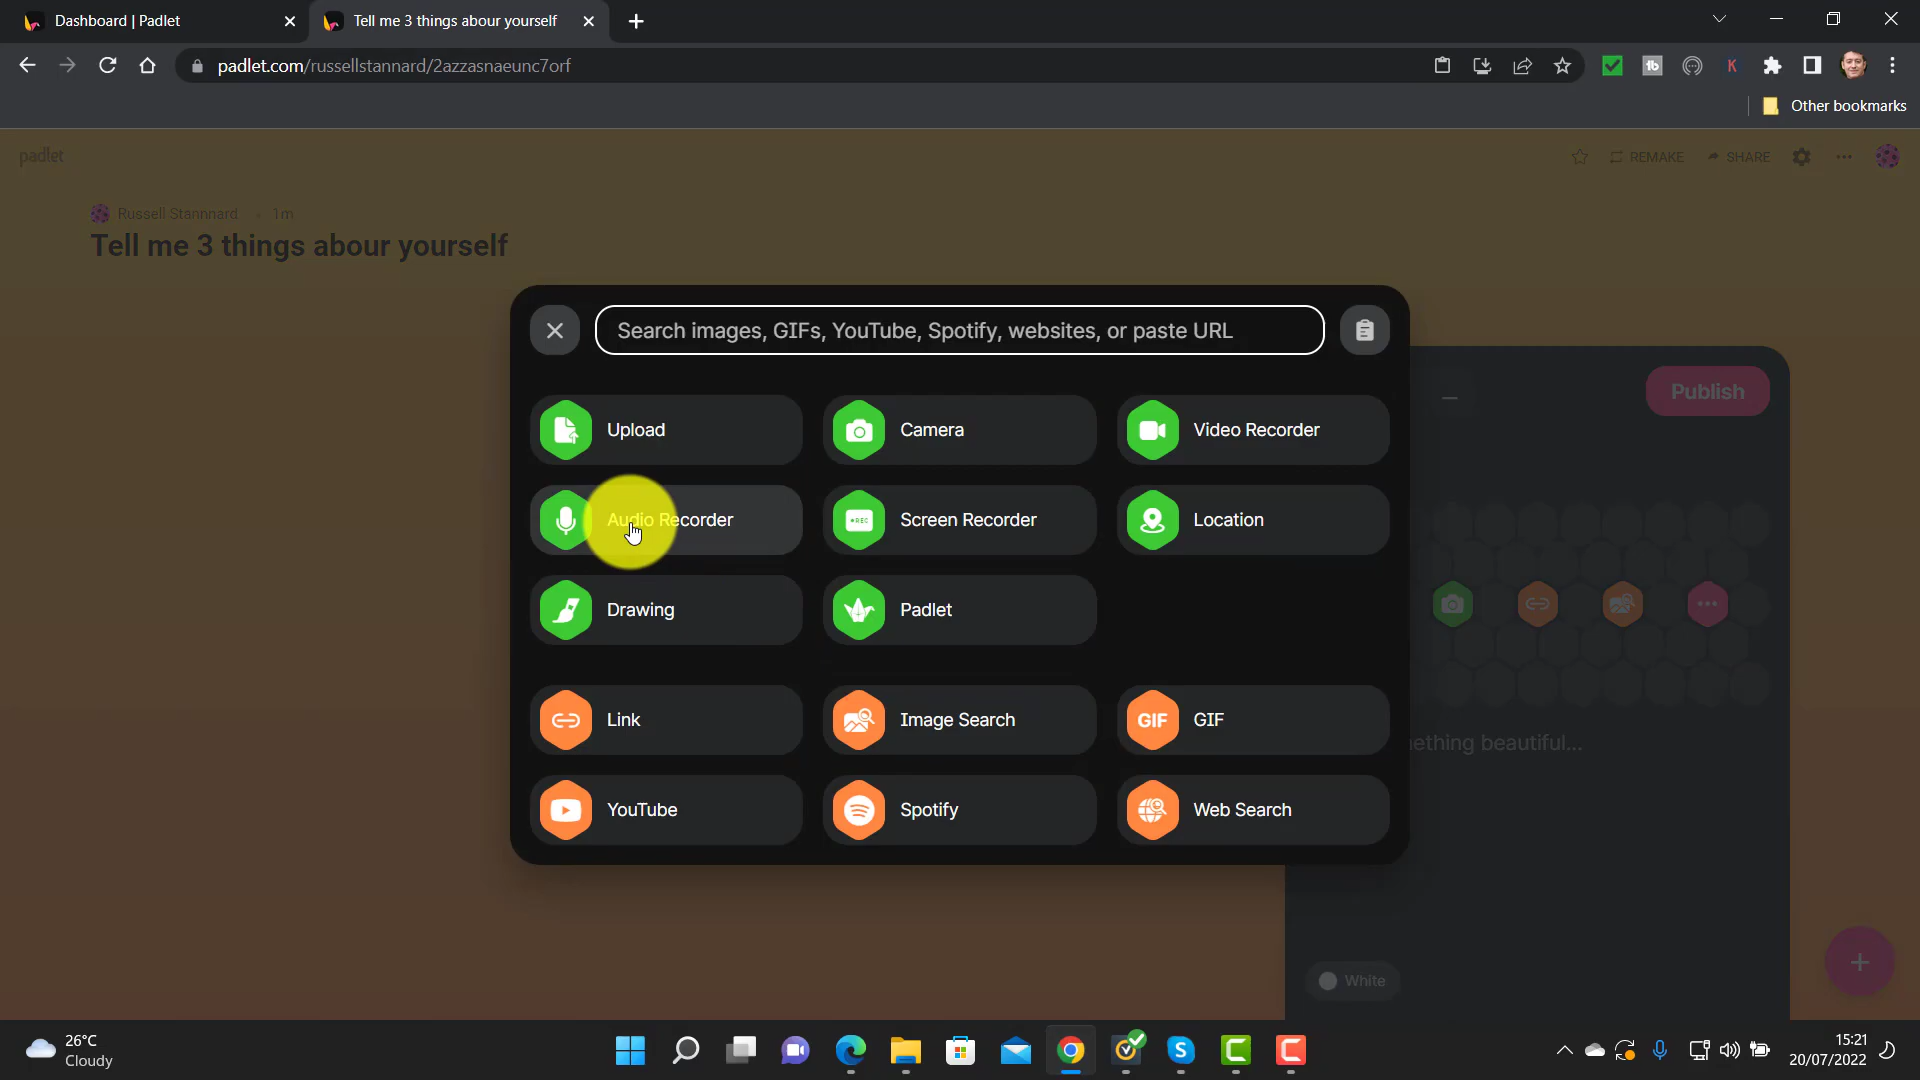 Dashboard | Padlet
Tell me 3 things abour yourself
padlet.com/russellstannard/2azzasnaeunc7orf
Other bookmarks
padlet
REMAKE
SHARE
Russell Stannnard
1m
Tell me 3 things abour yourself
Search images, GIFs, YouTube, Spotify, websites, or paste URL
Publish
Upload
Camera
Video Recorder
Audio Recorder
REC
Screen Recorder
Location
Drawing
Padlet
Link
Image Search
GIF
GIF
ething beautiful...
YouTube
Spotify
Web Search
White
26°C
Cloudy
15:21
20/07/2022